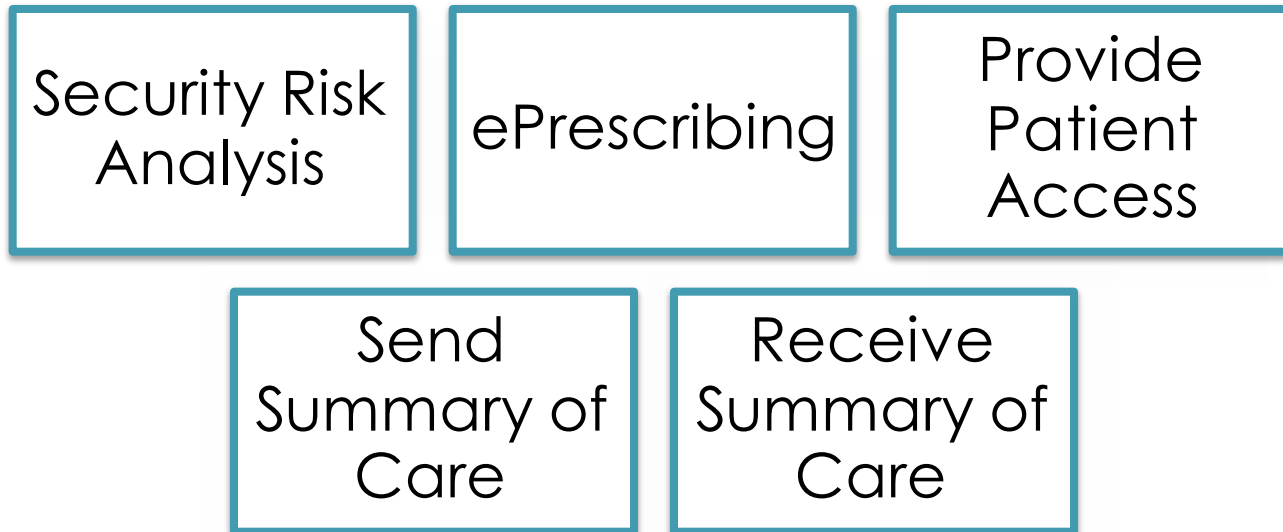 Security Risk
Analysis
ePrescribing
Provide
Patient
Access
Send
Summary of
Care
Receive
Summary of
Care